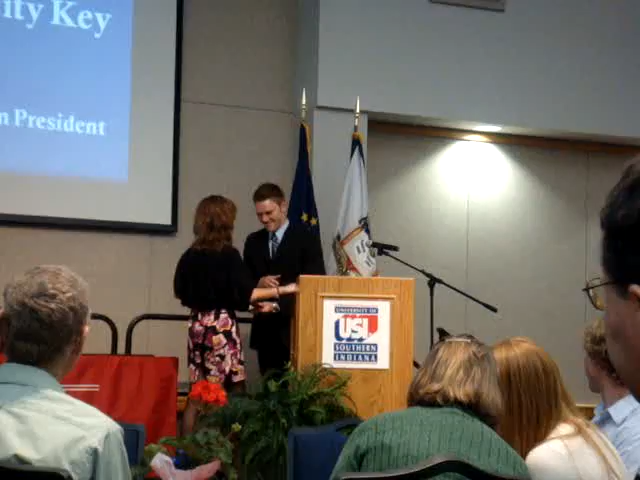 ity Key
n President
UNIVERSITY OF
USI
SOUTHERN
INDIANA